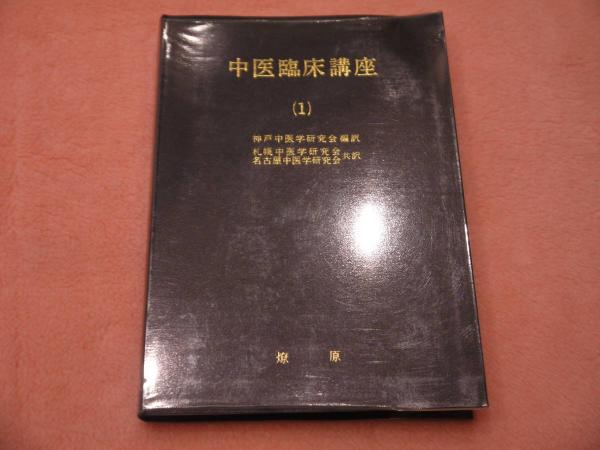 中医臨床講座
(1)
神戸中医学研究会 編訳
札幌中医学研究会
名古屋中医学研究会 共訳
燎原